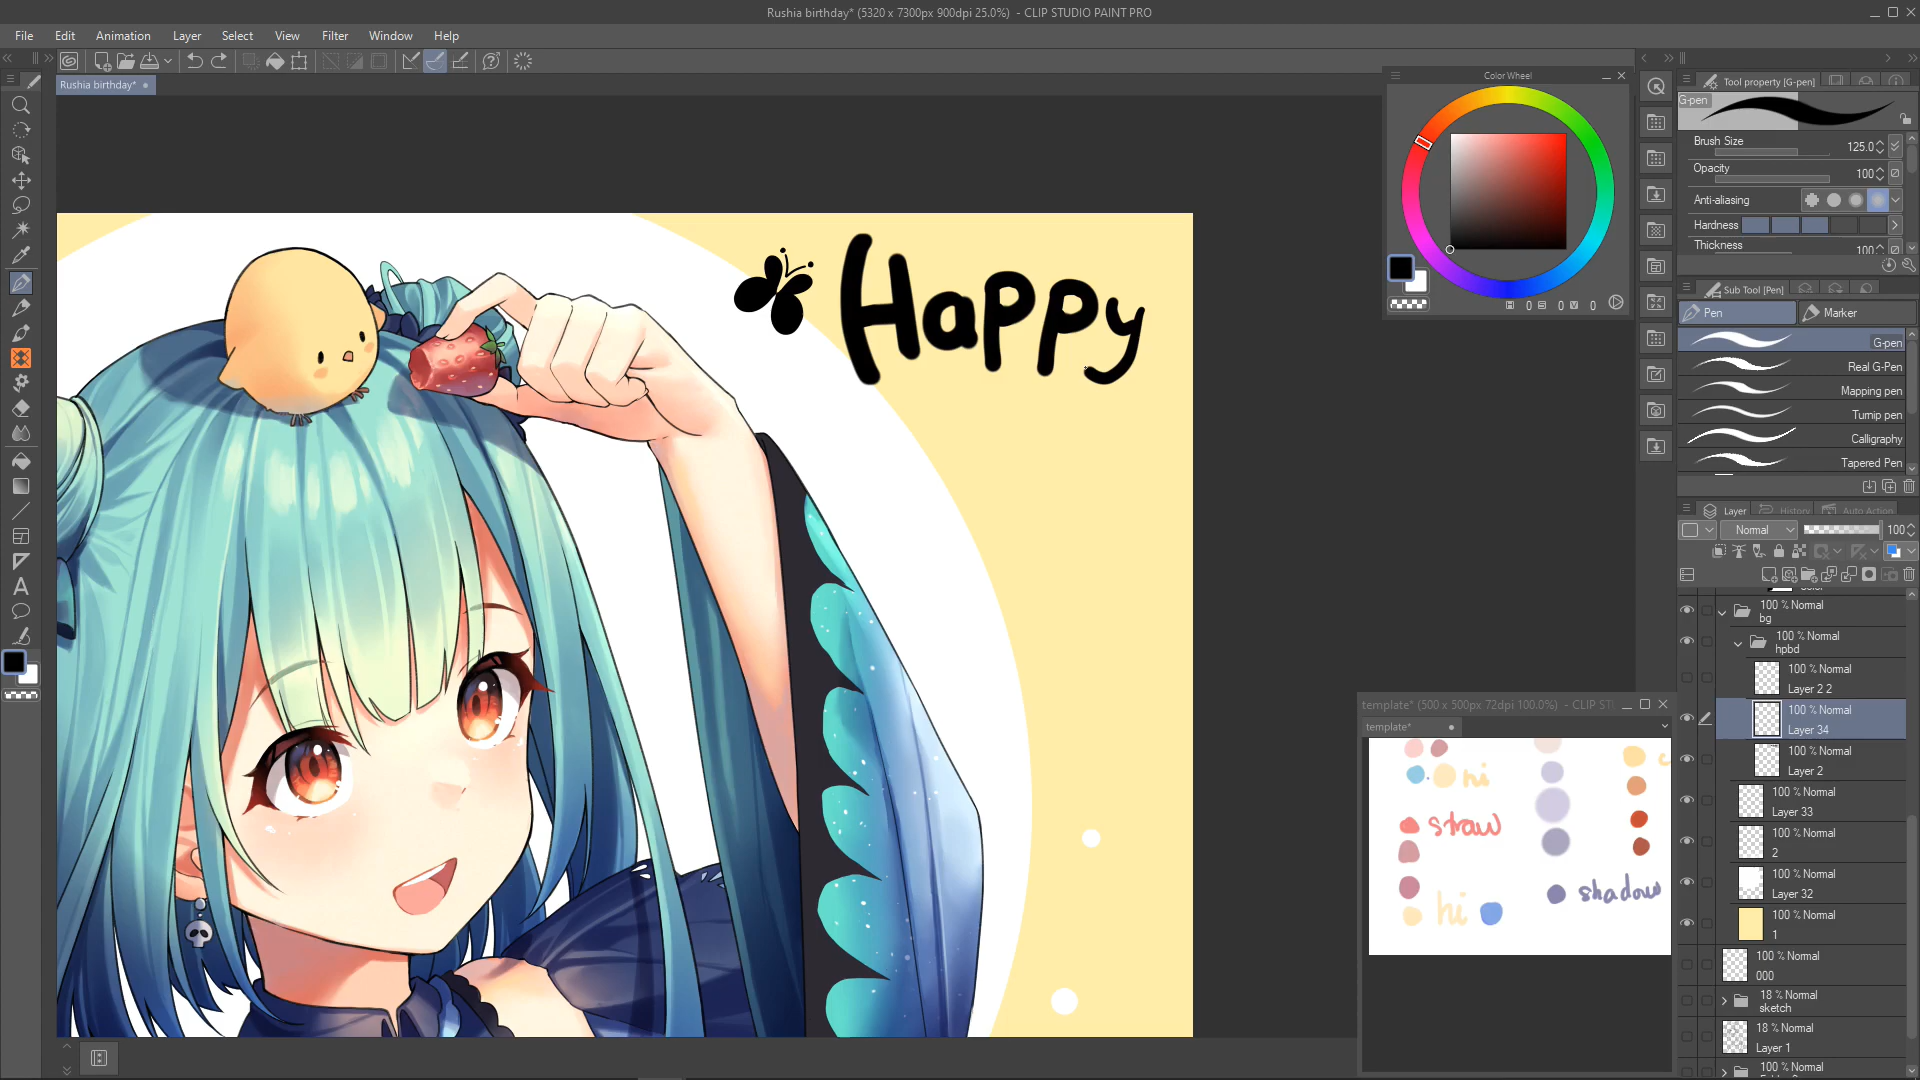 Rushia birthday* (5320 x 7300px 900dpi 25.0%) - CLIP STUDIO PAINT PRO
File Edit Animation Layer Select View Filter Window Help
Rushia birthday*
Color Wheel
H 0 S 0 V 0
Tool property [G-pen]
G-pen
Brush Size 125.0
Opacity 100
Anti-aliasing
Hardness
Thickness 100
Sub Tool [Pen]
Pen Marker
G-pen
Real G-Pen
Mapping pen
Turnip pen
Calligraphy
Tapered Pen
Layer History Auto Action
Normal 100
100 % Normal
bg
100 % Normal
hpbd
100 % Normal
Layer 2 2
100 % Normal
Layer 34
100 % Normal
Layer 2
100 % Normal
Layer 33
100 % Normal
2
100 % Normal
Layer 32
100 % Normal
1
100 % Normal
000
18 % Normal
sketch
18 % Normal
Layer 1
100 % Normal
Happy
template* (500 x 500px 72dpi 100.0%) - CLIP
template*
hi
straw
hi
shadow